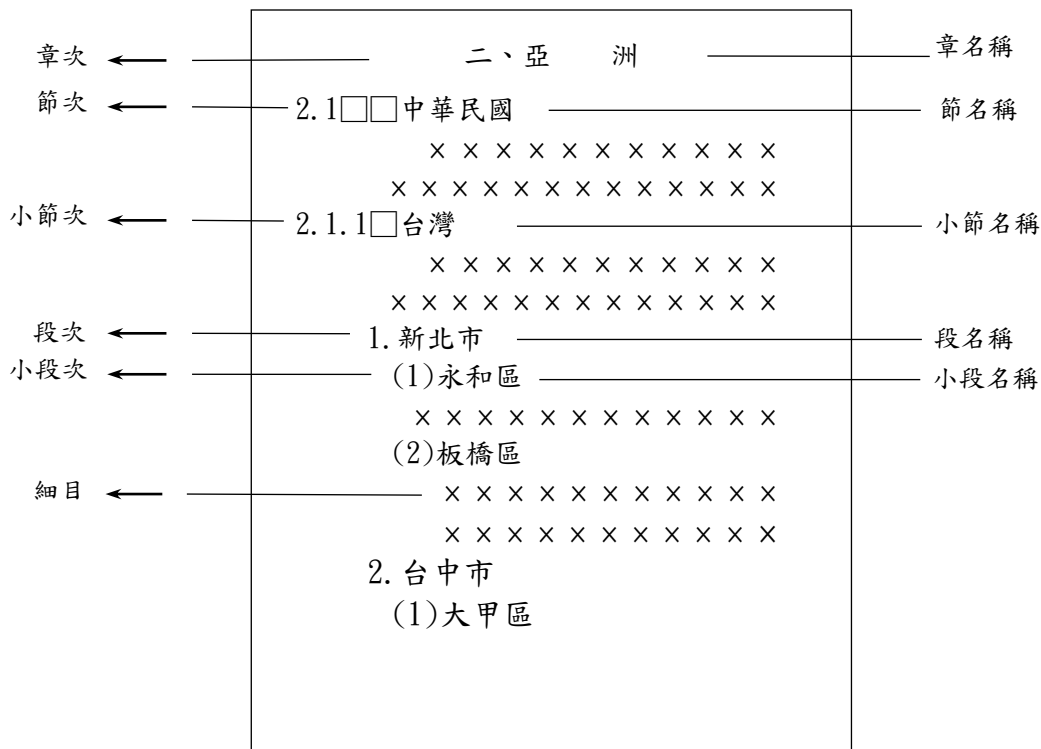 章次 二、亞　　洲 章名稱
節次 2.1□□中華民國 節名稱
× × × × × × × × × × ×
× × × × × × × × × × × ×
小節次 2.1.1□台灣 小節名稱
× × × × × × × × × × ×
× × × × × × × × × × × ×
段次 1.新北市 段名稱
小段次 (1)永和區 小段名稱
× × × × × × × × × × × ×
(2)板橋區
細目 × × × × × × × × × × ×
× × × × × × × × × × ×
2.台中市
(1)大甲區